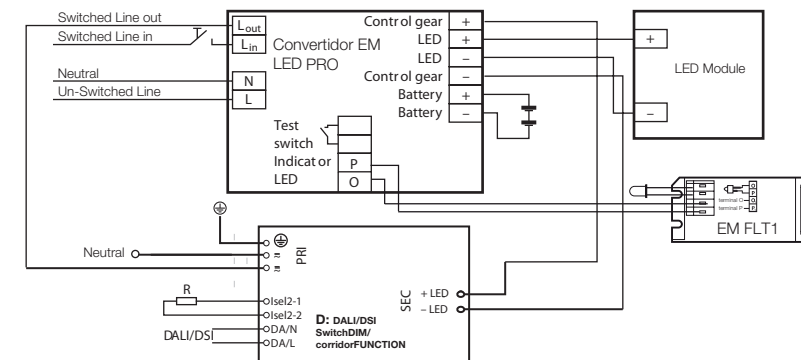 Switched Line out
Switched Line in
Neutral
Un-Switched Line
Lout
Lin
N
L
Convertidor EM
LED PRO
Test
switch
Indicator
LED
P
O
Control gear +
LED +
LED –
Control gear –
Battery +
Battery –
+
LED Module
–
O
P
terminal O
O
terminal P
P
EM FLT1
Neutral
PRI
R
Isel2-1
Isel2-2
DALI/DSI
DA/N
DA/L
D: DALI/DSI
SwitchDIM/
corridorFUNCTION
SEC
+ LED
– LED